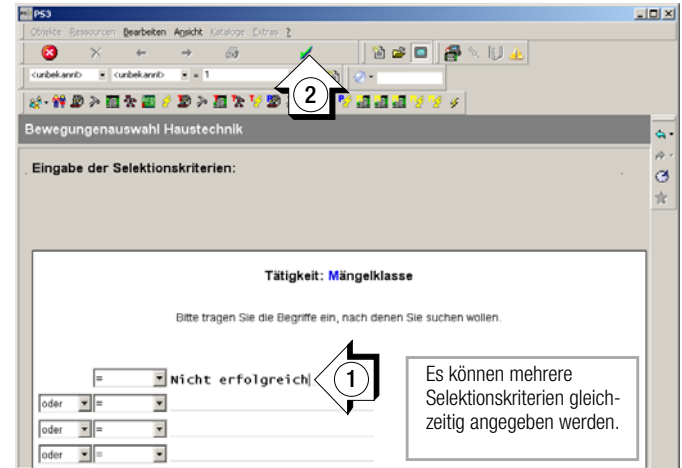 PS3
Objekte Ressourcen Bearbeiten Ansicht Kataloge Extras ?
<unbekannt> <unbekannt> = 1
2
Bewegungenauswahl Haustechnik
Eingabe der Selektionskriterien:
Tätigkeit: Mängelklasse
Bitte tragen Sie die Begriffe ein, nach denen Sie suchen wollen.
= Nicht erfolgreich
1
oder =
oder =
oder =
Es können mehrere
Selektionskriterien gleich-
zeitig angegeben werden.